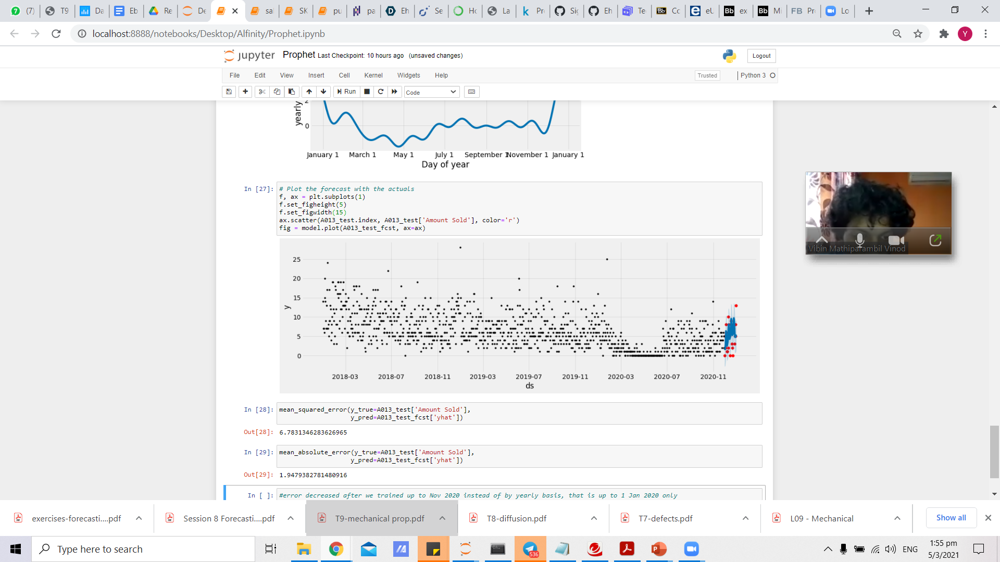 (7)
T9
Da
Eb
Re
De
sa
SK
pu
pa
Eh
Se
Hc
La
Pr
Sig
Eh
Te
Cc
eU
ex
Mi
Pr
Lo
localhost:8888/notebooks/Desktop/AIfinity/Prophet.ipynb
Y
jupyter Prophet Last Checkpoint: 10 hours ago (unsaved changes)
Logout
File Edit View Insert Cell Kernel Widgets Help
Trusted
Python 3
Run
Code
yearly
2
0
January 1 March 1 May 1 July 1 September 1 November 1 January 1
Day of year
In [27]:
# Plot the forecast with the actuals
f, ax = plt.subplots(1)
f.set_figheight(5)
f.set_figwidth(15)
ax.scatter(A013_test.index, A013_test['Amount Sold'], color='r')
fig = model.plot(A013_test_fcst, ax=ax)
Vibin Mathiparambil Vinod
25
20
15
10
5
0
y
2018-03 2018-07 2018-11 2019-03 2019-07 2019-11 2020-03 2020-07 2020-11
ds
In [28]:
mean_squared_error(y_true=A013_test['Amount Sold'],
y_pred=A013_test_fcst['yhat'])
Out[28]: 6.7831346283626965
In [29]:
mean_absolute_error(y_true=A013_test['Amount Sold'],
y_pred=A013_test_fcst['yhat'])
Out[29]: 1.9479382781480916
In [ ]:
#error decreased after we trained up to Nov 2020 instead of by yearly basis, that is up to 1 Jan 2020 only
exercises-forecasti....pdf
Session 8 Forecasti....pdf
T9-mechanical prop.pdf
T8-diffusion.pdf
T7-defects.pdf
L09 - Mechanical
Show all
Type here to search
536
ENG
1:55 pm
5/3/2021